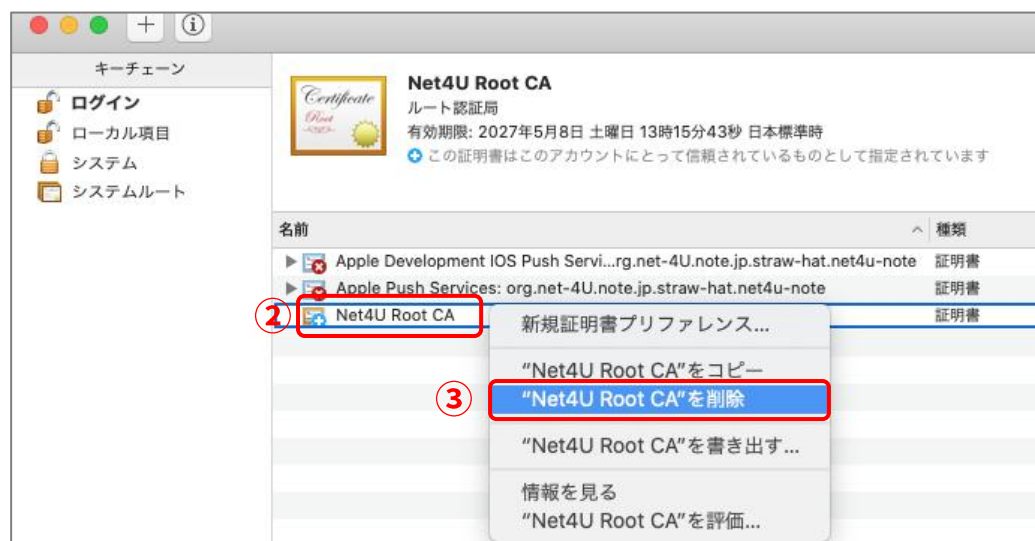 キーチェーン
ログイン
ローカル項目
システム
システムルート
Certificate
Root
Net4U Root CA
ルート認証局
有効期限: 2027年5月8日 土曜日 13時15分43秒 日本標準時
この証明書はこのアカウントにとって信頼されているものとして指定されています
名前 種類
Apple Development IOS Push Servi...rg.net-4U.note.jp.straw-hat.net4u-note 証明書
Apple Push Services: org.net-4U.note.jp.straw-hat.net4u-note 証明書
② Net4U Root CA 証明書
新規証明書プリファレンス...
“Net4U Root CA”をコピー
③ “Net4U Root CA”を削除
“Net4U Root CA”を書き出す...
情報を見る
“Net4U Root CA”を評価...